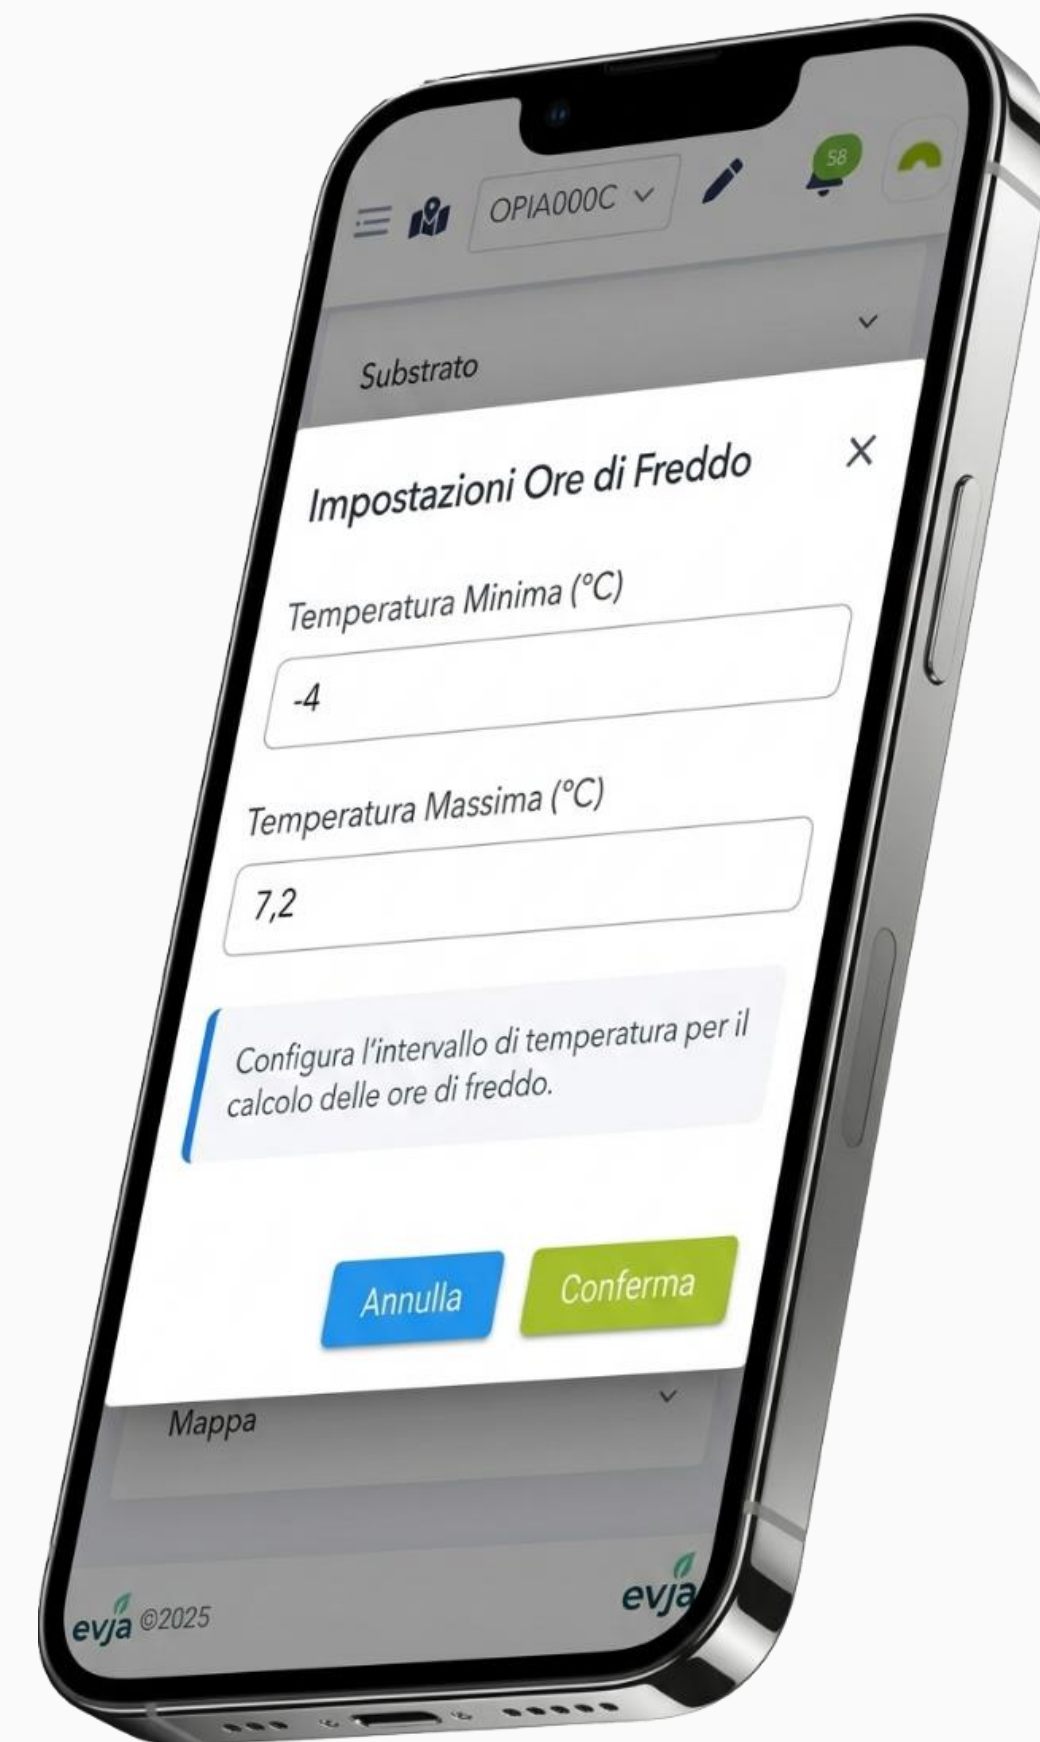 OPIA000C
58
Substrato
Impostazioni Ore di Freddo
Temperatura Minima (°C)
-4
Temperatura Massima (°C)
7,2
Configura l'intervallo di temperatura per il
calcolo delle ore di freddo.
Annulla
Conferma
Mappa
evja ©2025
evja